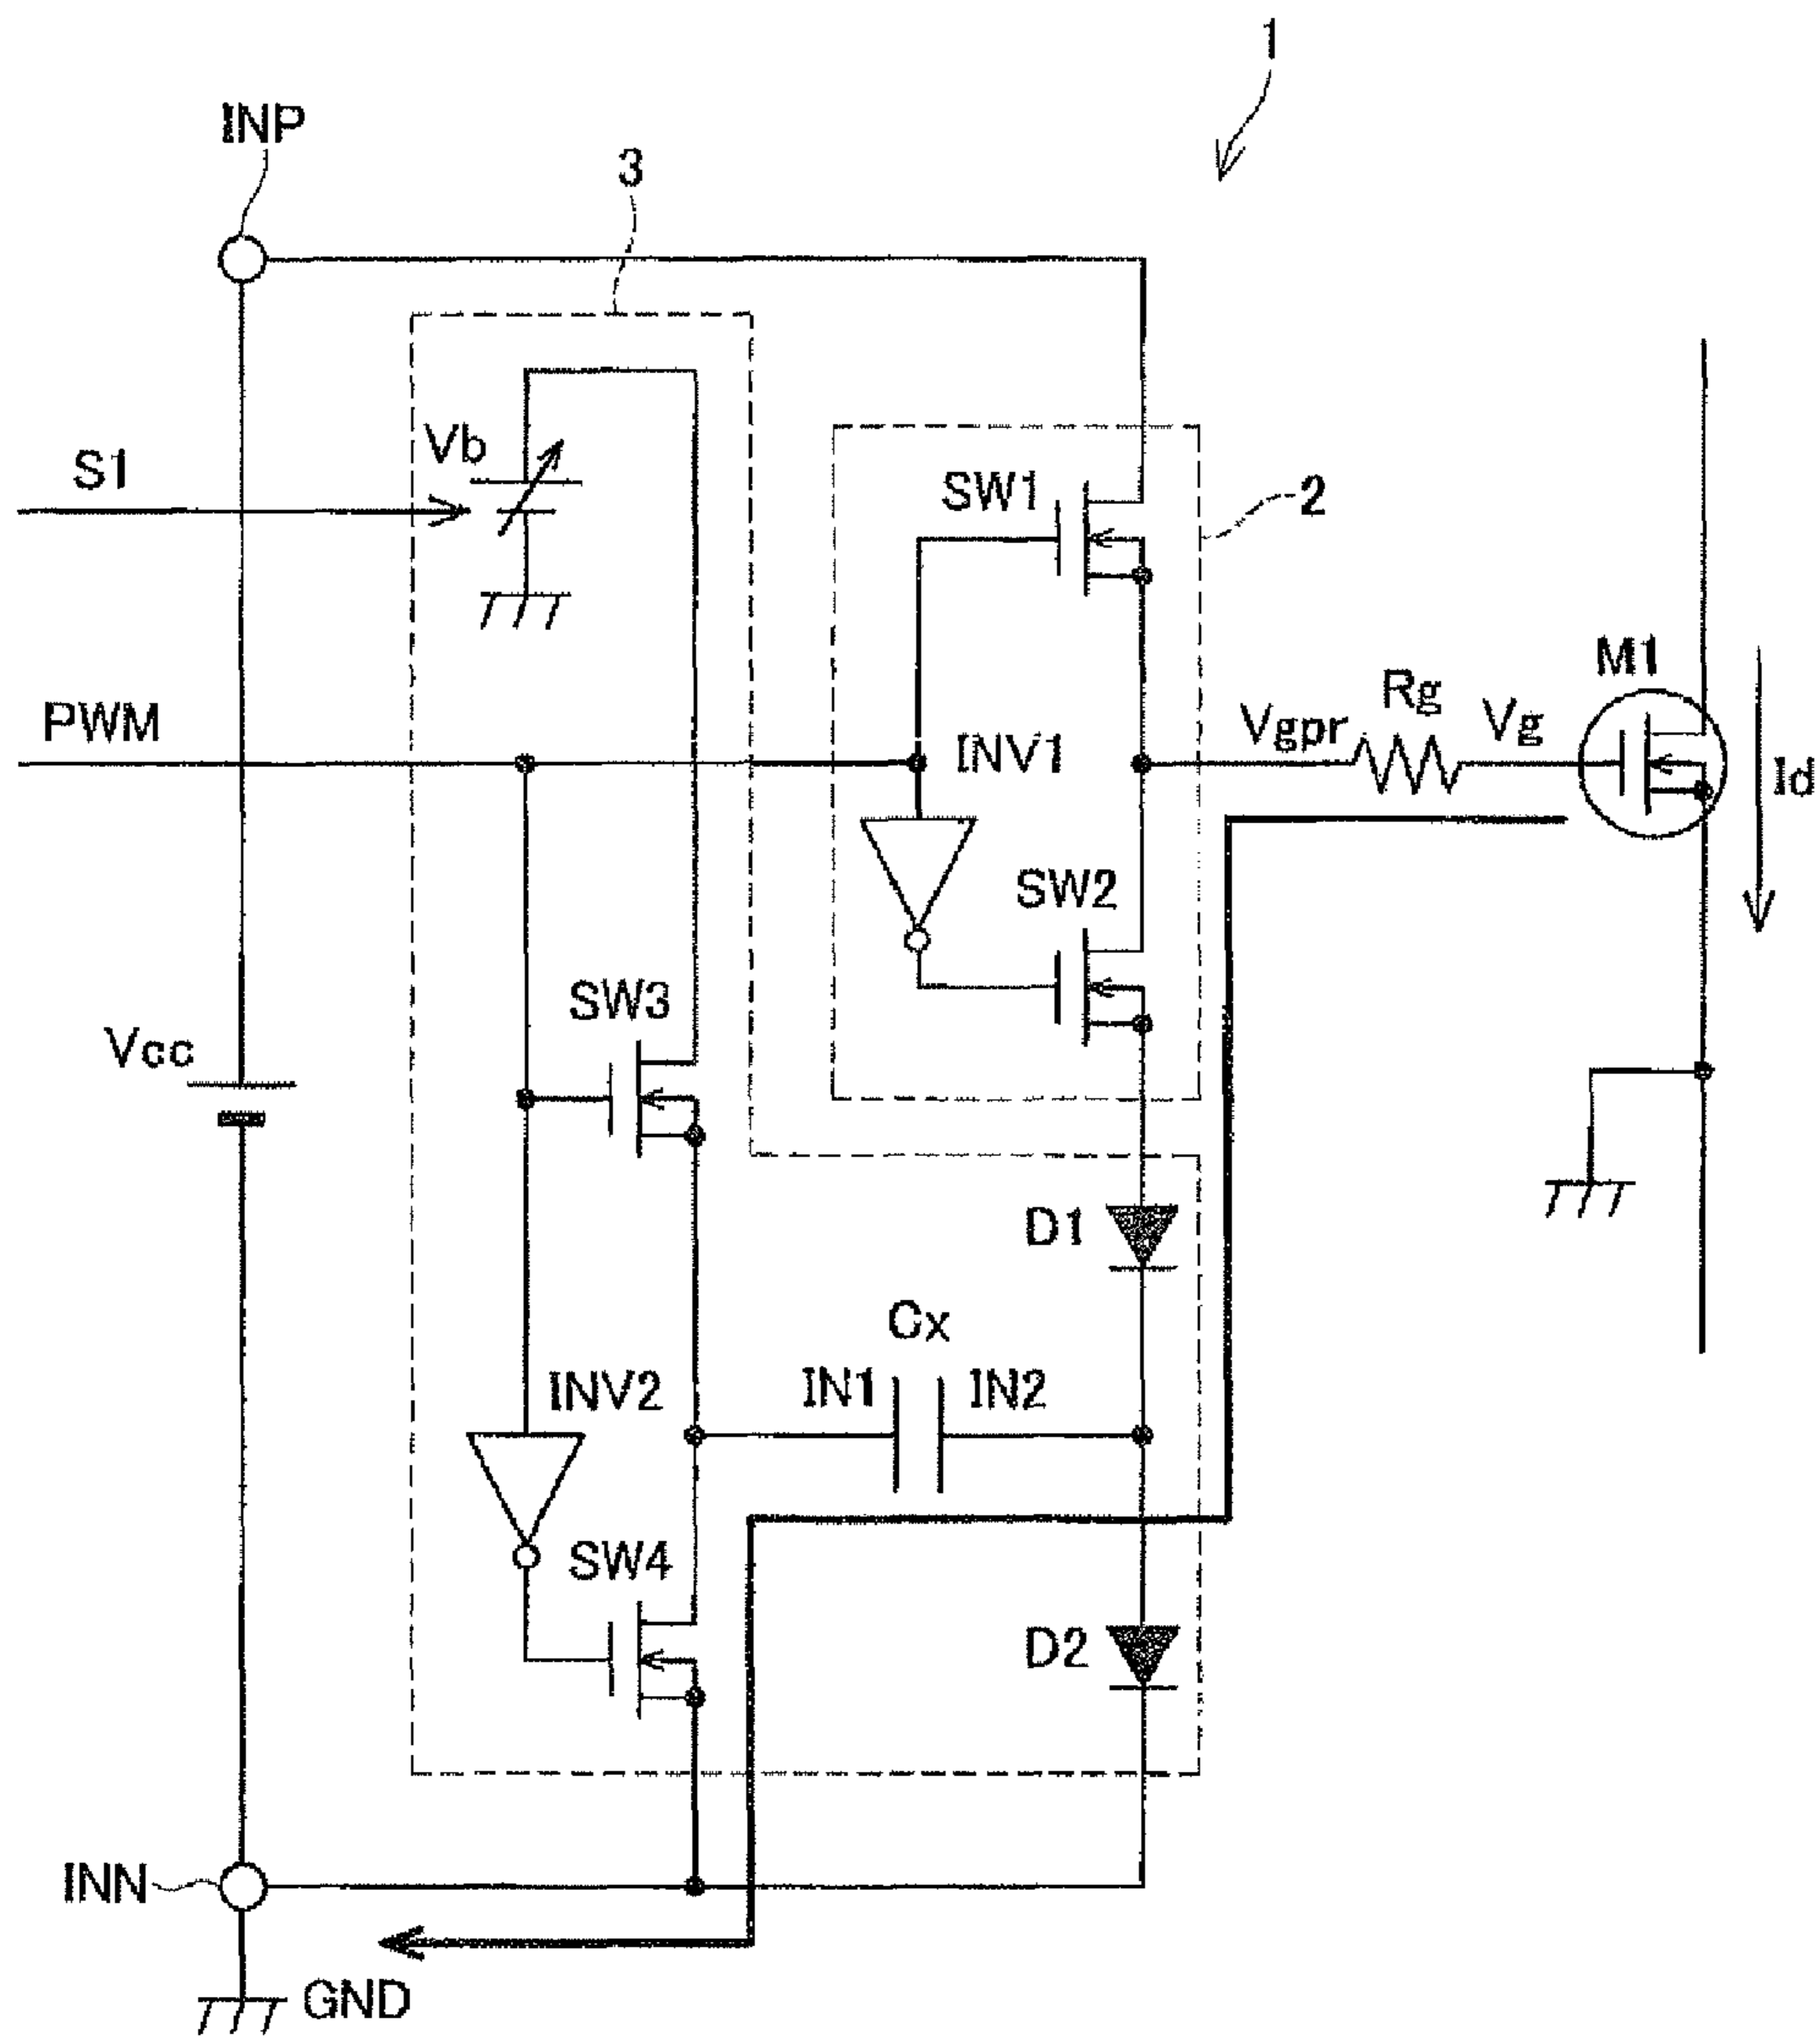 1
INP
3
Vb
S1
SW1
2
M1
PWM
INV1
Vgpr
Rg
Vg
Id
SW2
SW3
Vcc
D1
Cx
INV2
IN1
IN2
SW4
D2
INN
GND